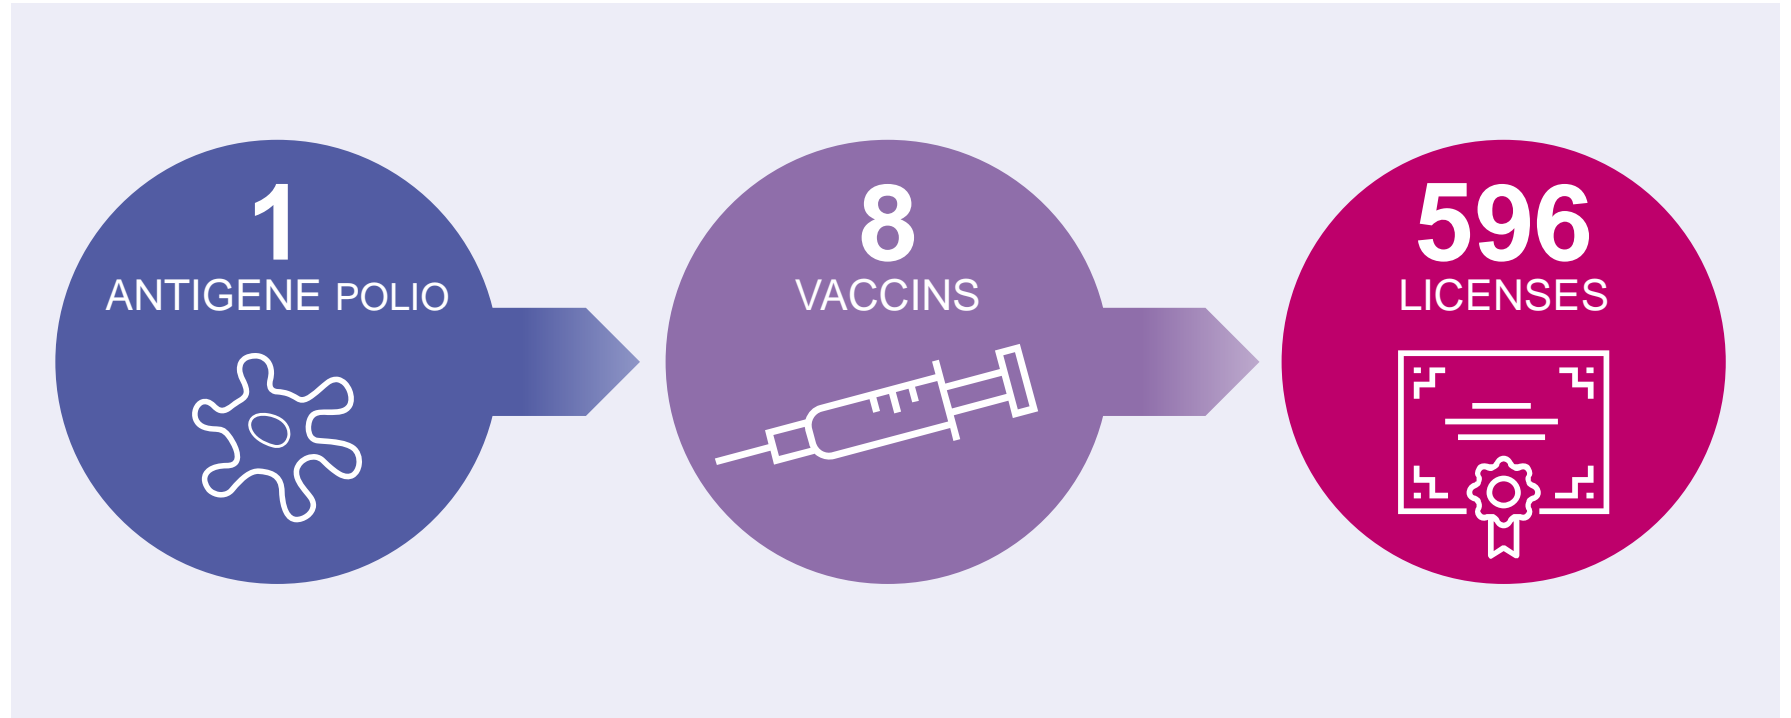 1
ANTIGENE POLIO
8
VACCINS
596
LICENSES